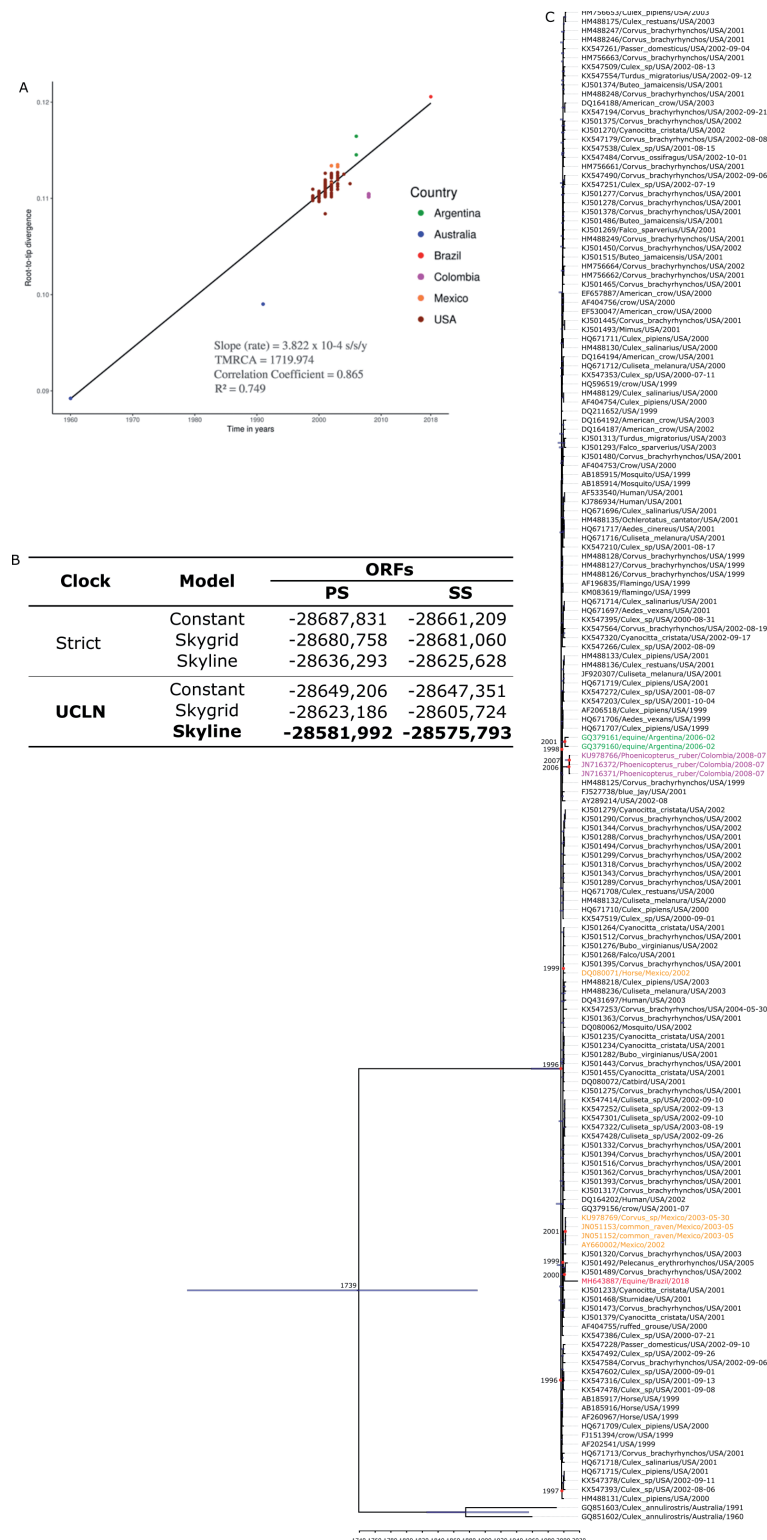 A
0.12
0.11
0.10
0.09
Root-to-tip divergence
1960
1970
1980
1990
2000
2010
2018
Time in years
Country
Argentina
Australia
Brazil
Colombia
Mexico
USA
Slope (rate) = 3.822 x 10-4 s/s/y
TMRCA = 1719.974
Correlation Coefficient = 0.865
R² = 0.749
B
Clock Model ORFs
PS SS
Strict
Constant -28687,831 -28661,209
Skygrid -28680,758 -28681,060
Skyline -28636,293 -28625,628
UCLN
Constant -28649,206 -28647,351
Skygrid -28623,186 -28605,724
Skyline -28581,992 -28575,793
C
HM756653/Culex_pipiens/USA/2003
HM488175/Culex_restuans/USA/2003
HM488247/Corvus_brachyrhynchos/USA/2001
HM488246/Corvus_brachyrhynchos/USA/2001
KX547261/Passer_domesticus/USA/2002-09-04
HM756663/Corvus_brachyrhynchos/USA/2001
KX547509/Culex_sp/USA/2002-08-13
KX547554/Turdus_migratorius/USA/2002-09-12
KJ501374/Buteo_jamaicensis/USA/2001
HM488248/Corvus_brachyrhynchos/USA/2001
DQ164188/American_crow/USA/2003
KX547194/Corvus_brachyrhynchos/USA/2002-09-21
KJ501375/Corvus_brachyrhynchos/USA/2002
KJ501270/Cyanocitta_cristata/USA/2002
KX547179/Corvus_brachyrhynchos/USA/2002-08-08
KX547538/Culex_sp/USA/2001-08-15
KX547484/Corvus_ossifragus/USA/2002-10-01
HM756661/Corvus_brachyrhynchos/USA/2001
KX547490/Corvus_brachyrhynchos/USA/2002-09-06
KX547251/Culex_sp/USA/2002-07-19
KJ501277/Corvus_brachyrhynchos/USA/2001
KJ501278/Corvus_brachyrhynchos/USA/2001
KJ501378/Corvus_brachyrhynchos/USA/2001
KJ501486/Buteo_jamaicensis/USA/2001
KJ501269/Falco_sparverius/USA/2001
HM488249/Corvus_brachyrhynchos/USA/2001
KJ501450/Corvus_brachyrhynchos/USA/2002
KJ501515/Buteo_jamaicensis/USA/2001
HM756664/Corvus_brachyrhynchos/USA/2002
HM756662/Corvus_brachyrhynchos/USA/2001
KJ501465/Corvus_brachyrhynchos/USA/2001
EF657887/American_crow/USA/2000
AF404756/crow/USA/2000
EF530047/American_crow/USA/2000
KJ501445/Corvus_brachyrhynchos/USA/2001
KJ501493/Mimus/USA/2001
HQ671711/Culex_pipiens/USA/2000
HM488130/Culex_salinarius/USA/2000
DQ164194/American_crow/USA/2001
HQ671712/Culiseta_melanura/USA/2000
KX547353/Culex_sp/USA/2000-07-11
HQ596519/crow/USA/1999
HM488129/Culex_salinarius/USA/2000
AF404754/Culex_pipiens/USA/2000
DQ211652/USA/1999
DQ164192/American_crow/USA/2003
DQ164187/American_crow/USA/2002
KJ501313/Turdus_migratorius/USA/2003
KJ501293/Falco_sparverius/USA/2003
KJ501480/Corvus_brachyrhynchos/USA/2001
AF404753/Crow/USA/2000
AB185915/Mosquito/USA/1999
AB185914/Mosquito/USA/1999
AF533540/Human/USA/2001
KJ786934/Human/USA/2001
HQ671696/Culex_salinarius/USA/2001
HM488135/Ochlerotatus_cantator/USA/2001
HQ671717/Aedes_cinereus/USA/2001
HQ671716/Culiseta_melanura/USA/2001
KX547210/Culex_sp/USA/2001-08-17
HM488128/Corvus_brachyrhynchos/USA/1999
HM488127/Corvus_brachyrhynchos/USA/1999
HM488126/Corvus_brachyrhynchos/USA/1999
AF196835/Flamingo/USA/1999
KM083619/flamingo/USA/1999
HQ671714/Culex_salinarius/USA/2001
HQ671697/Aedes_vexans/USA/2001
KX547395/Culex_sp/USA/2000-08-31
KX547564/Corvus_brachyrhynchos/USA/2002-08-19
KX547320/Cyanocitta_cristata/USA/2002-09-17
KX547266/Culex_sp/USA/2002-08-09
HM488133/Culex_pipiens/USA/2001
HM488136/Culex_restuans/USA/2001
JF920307/Culiseta_melanura/USA/2001
HQ671719/Culex_pipiens/USA/2001
KX547272/Culex_sp/USA/2001-08-07
KX547203/Culex_sp/USA/2001-10-04
AF206518/Culex_pipiens/USA/1999
HQ671706/Aedes_vexans/USA/1999
HQ671707/Culex_pipiens/USA/1999
2001
GQ379161/equine/Argentina/2006-02
1998
GQ379160/equine/Argentina/2006-02
2007
KU978766/Phoenicopterus_ruber/Colombia/2008-07
2006
JN716372/Phoenicopterus_ruber/Colombia/2008-07
JN716371/Phoenicopterus_ruber/Colombia/2008-07
HM488125/Corvus_brachyrhynchos/USA/1999
FJ527738/blue_jay/USA/2001
AY289214/USA/2002-08
KJ501279/Cyanocitta_cristata/USA/2002
KJ501290/Corvus_brachyrhynchos/USA/2002
KJ501344/Corvus_brachyrhynchos/USA/2002
KJ501288/Corvus_brachyrhynchos/USA/2001
KJ501494/Corvus_brachyrhynchos/USA/2001
KJ501299/Corvus_brachyrhynchos/USA/2002
KJ501318/Corvus_brachyrhynchos/USA/2002
KJ501343/Corvus_brachyrhynchos/USA/2001
KJ501289/Corvus_brachyrhynchos/USA/2001
HQ671708/Culex_restuans/USA/2000
HM488132/Culiseta_melanura/USA/2000
HQ671710/Culex_pipiens/USA/2000
KX547519/Culex_sp/USA/2000-09-01
KJ501264/Cyanocitta_cristata/USA/2001
KJ501512/Corvus_brachyrhynchos/USA/2001
KJ501276/Bubo_virginianus/USA/2002
KJ501268/Falco/USA/2001
KJ501395/Corvus_brachyrhynchos/USA/2001
1999
DQ080071/Horse/Mexico/2002
HM488218/Culex_pipiens/USA/2003
HM488236/Culiseta_melanura/USA/2003
DQ431697/Human/USA/2003
KX547253/Corvus_brachyrhynchos/USA/2004-05-30
KJ501363/Corvus_brachyrhynchos/USA/2001
DQ080062/Mosquito/USA/2002
KJ501235/Cyanocitta_cristata/USA/2001
KJ501234/Cyanocitta_cristata/USA/2001
KJ501282/Bubo_virginianus/USA/2001
KJ501443/Corvus_brachyrhynchos/USA/2001
1996
KJ501455/Cyanocitta_cristata/USA/2001
DQ080072/Catbird/USA/2001
KJ501275/Corvus_brachyrhynchos/USA/2001
KX547414/Culiseta_sp/USA/2002-09-10
KX547252/Culiseta_sp/USA/2002-09-13
KX547301/Culiseta_sp/USA/2002-09-10
KX547322/Culiseta_sp/USA/2003-08-19
KX547428/Culiseta_sp/USA/2002-09-26
KJ501332/Corvus_brachyrhynchos/USA/2001
KJ501394/Corvus_brachyrhynchos/USA/2001
KJ501516/Corvus_brachyrhynchos/USA/2001
KJ501362/Corvus_brachyrhynchos/USA/2001
KJ501393/Corvus_brachyrhynchos/USA/2001
KJ501317/Corvus_brachyrhynchos/USA/2001
DQ164202/Human/USA/2002
GQ379156/crow/USA/2001-07
KU978769/Corvus_sp/Mexico/2003-05-30
2001
JN051153/common_raven/Mexico/2003-05
JN051152/common_raven/Mexico/2003-05
AY660002/Mexico/2002
KJ501320/Corvus_brachyrhynchos/USA/2003
1999
KJ501492/Pelecanus_erythrorhynchos/USA/2005
2000
KJ501489/Corvus_brachyrhynchos/USA/2002
MH643887/Equine/Brazil/2018
1739
KJ501233/Cyanocitta_cristata/USA/2001
KJ501468/Sturnidae/USA/2001
KJ501473/Corvus_brachyrhynchos/USA/2001
KJ501379/Cyanocitta_cristata/USA/2001
AF404755/ruffed_grouse/USA/2000
KX547386/Culex_sp/USA/2000-07-21
KX547228/Passer_domesticus/USA/2002-09-10
KX547492/Culex_sp/USA/2002-09-26
KX547584/Corvus_brachyrhynchos/USA/2002-09-06
KX547602/Culex_sp/USA/2000-09-01
1996
KX547316/Culex_sp/USA/2001-09-13
KX547478/Culex_sp/USA/2001-09-08
AB185917/Horse/USA/1999
AB185916/Horse/USA/1999
AF260967/Horse/USA/1999
HQ671709/Culex_pipiens/USA/2000
FJ151394/crow/USA/1999
AF202541/USA/1999
HQ671713/Corvus_brachyrhynchos/USA/2001
HQ671718/Culex_salinarius/USA/2001
HQ671715/Culex_pipiens/USA/2001
KX547378/Culex_sp/USA/2002-09-11
1997
KX547393/Culex_sp/USA/2002-08-06
HM488131/Culex_pipiens/USA/2000
GQ851603/Culex_annulirostris/Australia/1991
GQ851602/Culex_annulirostris/Australia/1960